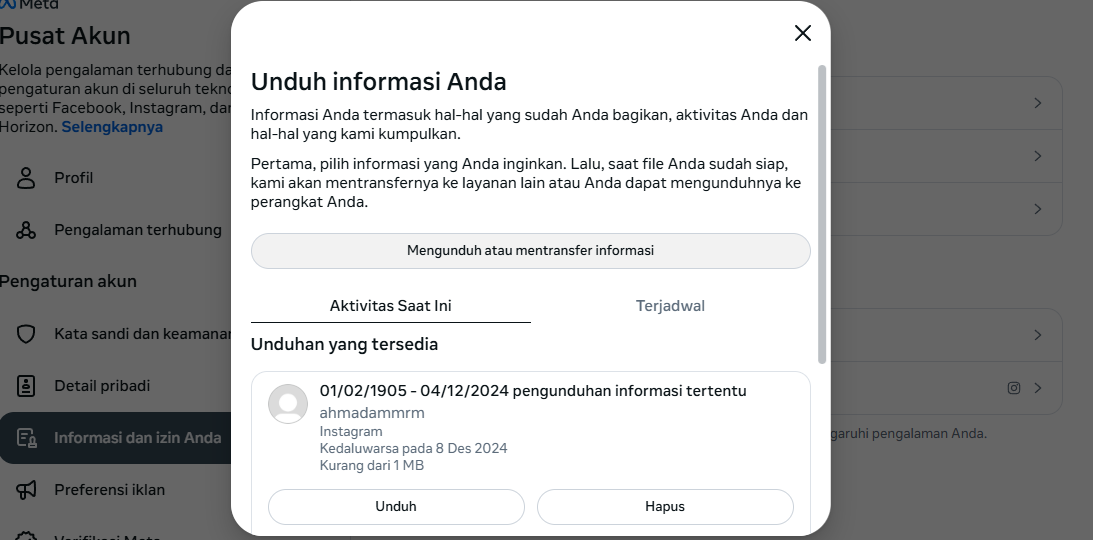 Meta
Pusat Akun
Kelola pengalaman terhubung da
pengaturan akun di seluruh tekno
seperti Facebook, Instagram, dan
Horizon. Selengkapnya
Profil
Pengalaman terhubung
Pengaturan akun
Kata sandi dan keamanan
Detail pribadi
Informasi dan izin Anda
Preferensi iklan
Verifikasi Meta
Unduh informasi Anda
Informasi Anda termasuk hal-hal yang sudah Anda bagikan, aktivitas Anda dan
hal-hal yang kami kumpulkan.
Pertama, pilih informasi yang Anda inginkan. Lalu, saat file Anda sudah siap,
kami akan mentransfernya ke layanan lain atau Anda dapat mengunduhnya ke
perangkat Anda.
Mengunduh atau mentransfer informasi
Aktivitas Saat Ini
Terjadwal
Unduhan yang tersedia
01/02/1905 - 04/12/2024 pengunduhan informasi tertentu
ahmadammrm
Instagram
Kedaluwarsa pada 8 Des 2024
Kurang dari 1 MB
Unduh
Hapus
garuhi pengalaman Anda.